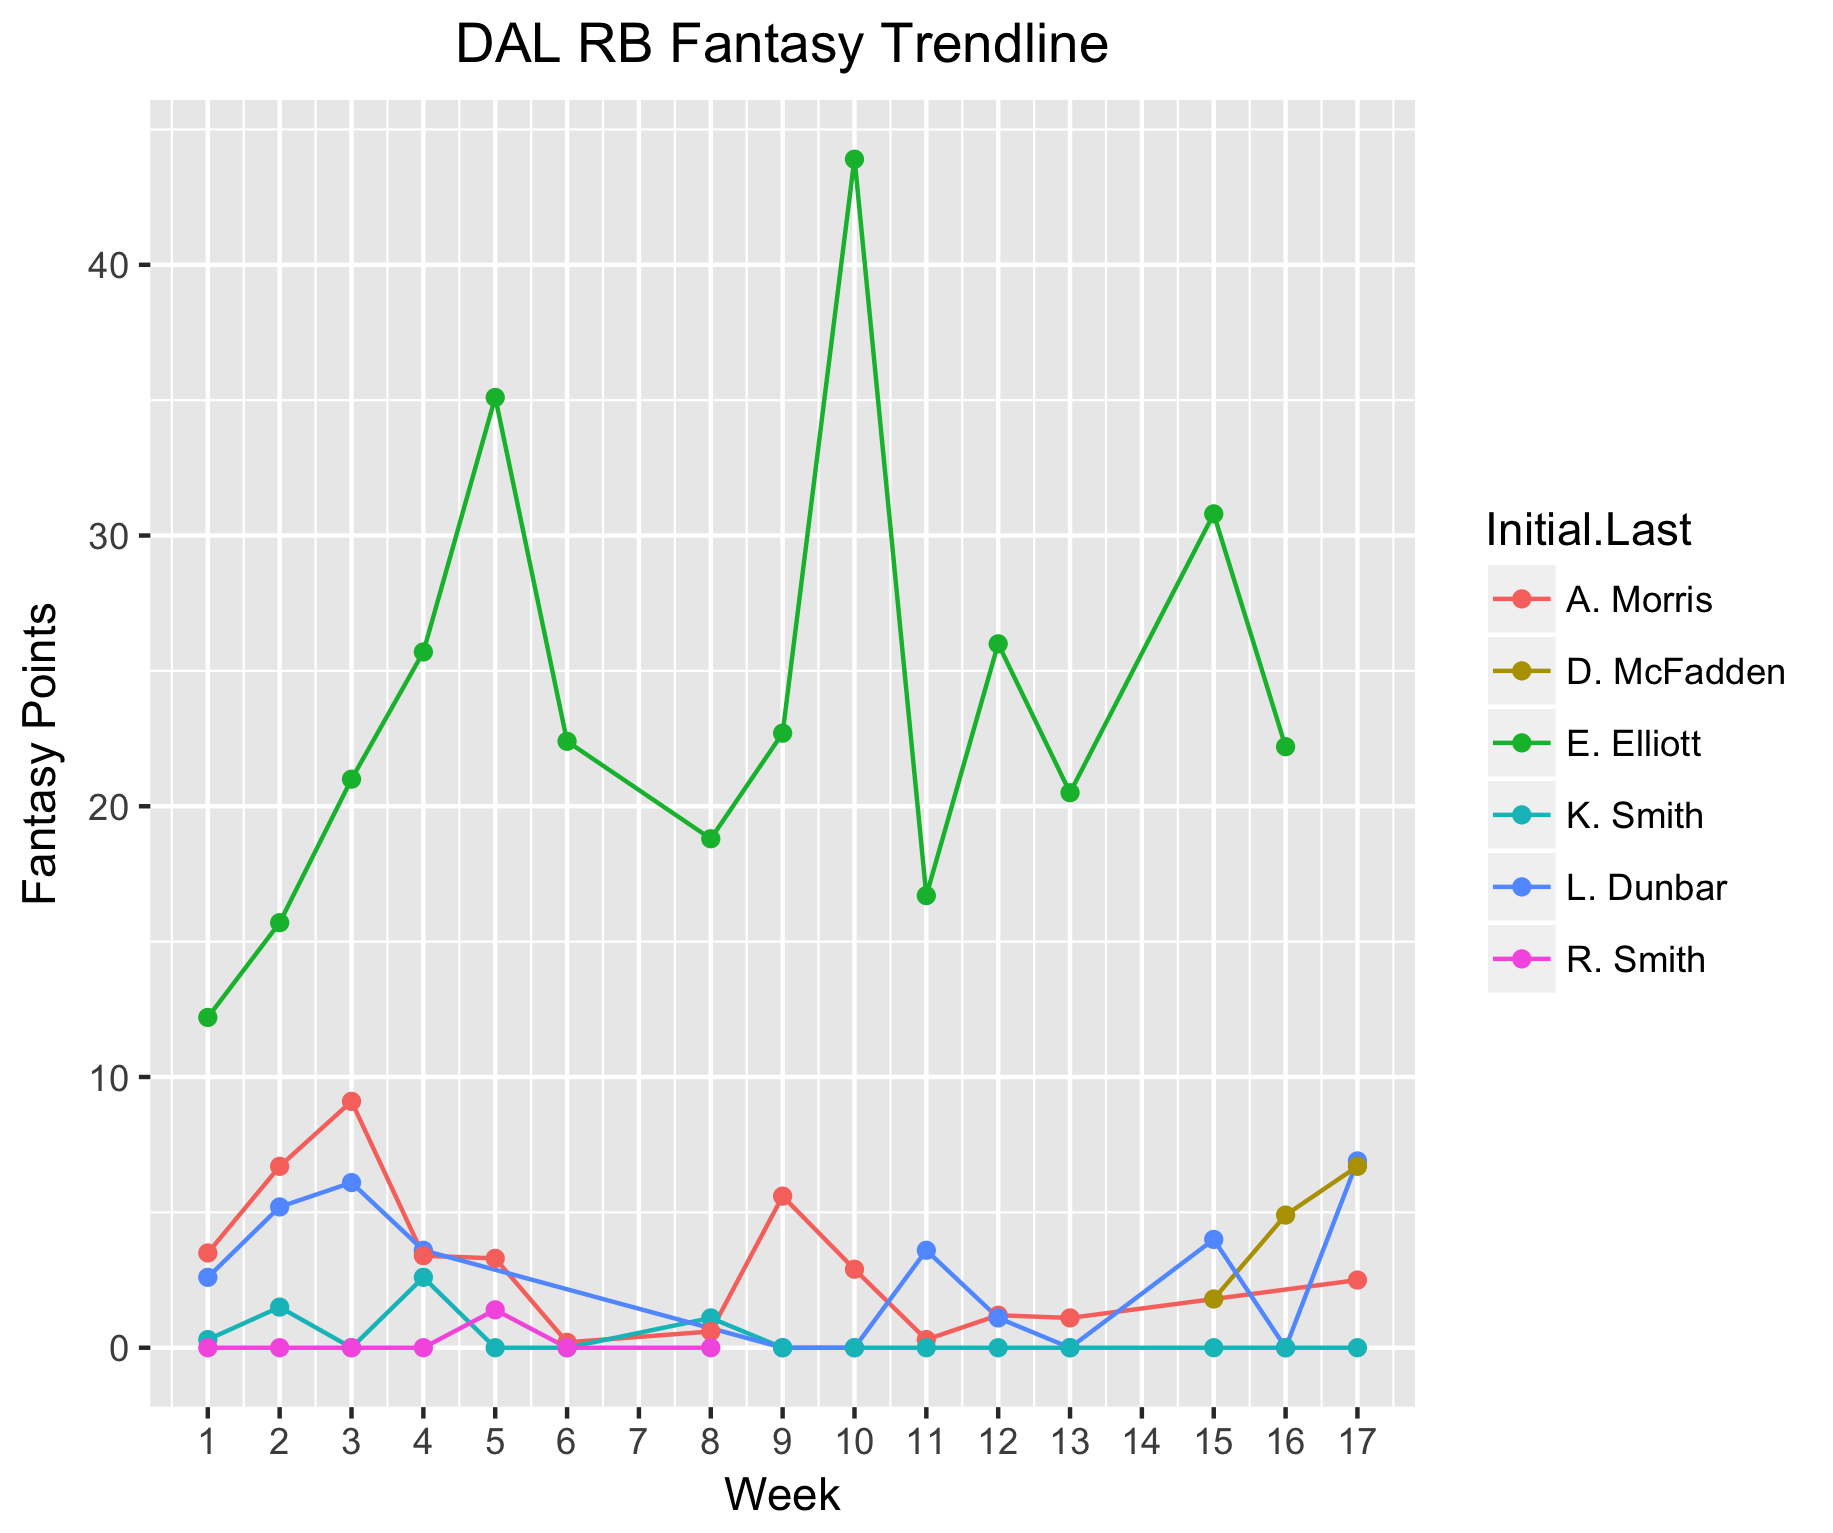 DAL RB Fantasy Trendline
Fantasy Points
40
30
20
10
0
1 2 3 4 5 6 7 8 9 10 11 12 13 14 15 16 17
Week
Initial.Last
A. Morris
D. McFadden
E. Elliott
K. Smith
L. Dunbar
R. Smith